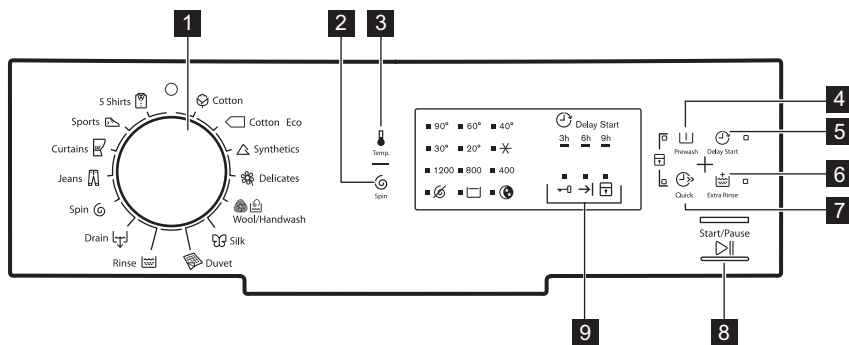 1
2
3
4
5
6
7
8
9
5 Shirts
Cotton
Sports
Cotton Eco
Curtains
Synthetics
Jeans
Delicates
Spin
Wool/Handwash
Drain
Silk
Rinse
Duvet
Temp.
Spin
90° 60° 40°
30° 20°
1200 800 400
Delay Start
3h 6h 9h
Prewash
Delay Start
Quick
Extra Rinse
Start/Pause